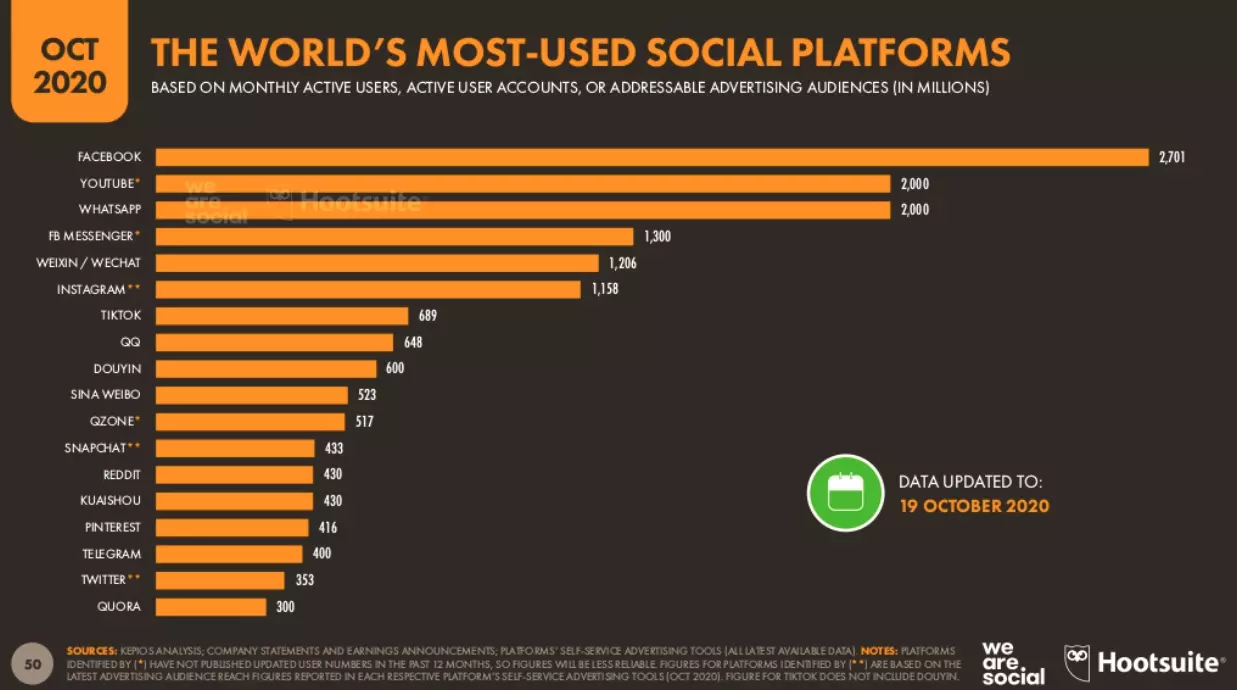 OCT
2020
THE WORLD'S MOST-USED SOCIAL PLATFORMS
BASED ON MONTHLY ACTIVE USERS, ACTIVE USER ACCOUNTS, OR ADDRESSABLE ADVERTISING AUDIENCES (IN MILLIONS)
FACEBOOK 2,701
YOUTUBE* 2,000
WHATSAPP 2,000
we are social Hootsuite®
FB MESSENGER* 1,300
WEIXIN / WECHAT 1,206
INSTAGRAM** 1,158
TIKTOK 689
QQ 648
DOUYIN 600
SINA WEIBO 523
QZONE* 517
SNAPCHAT** 433
REDDIT 430
KUAISHOU 430
PINTEREST 416
TELEGRAM 400
TWITTER** 353
QUORA 300
DATA UPDATED TO:
19 OCTOBER 2020
50
SOURCES: KEPIOS ANALYSIS; COMPANY STATEMENTS AND EARNINGS ANNOUNCEMENTS; PLATFORMS' SELF-SERVICE ADVERTISING TOOLS (ALL LATEST AVAILABLE DATA). NOTES: PLATFORMS
IDENTIFIED BY (*) HAVE NOT PUBLISHED UPDATED USER NUMBERS IN THE PAST 12 MONTHS, SO FIGURES WILL BE LESS RELIABLE. FIGURES FOR PLATFORMS IDENTIFIED BY (**) ARE BASED ON THE
LATEST ADVERTISING AUDIENCE REACH FIGURES REPORTED IN EACH RESPECTIVE PLATFORM'S SELF-SERVICE ADVERTISING TOOLS (OCT 2020). FIGURE FOR TIKTOK DOES NOT INCLUDE DOUYIN.
we
are
social
Hootsuite®